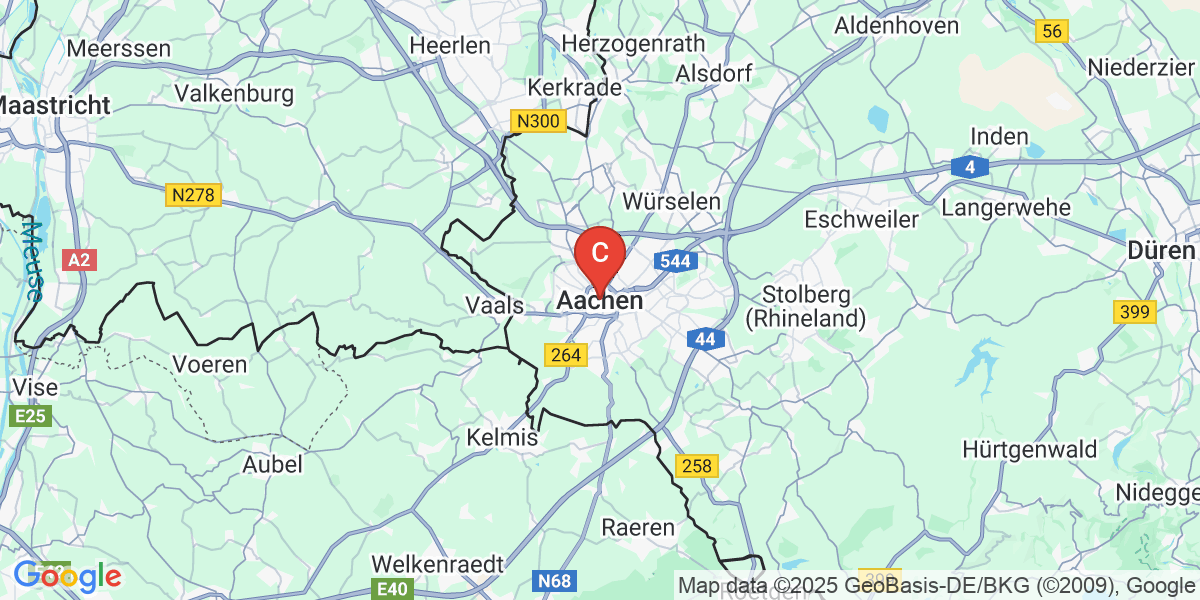 Meerssen
Heerlen
Herzogenrath
Aldenhoven
56
Niederzier
Alsdorf
Kerkrade
Valkenburg
Maastricht
N300
Inden
4
N278
Würselen
Langerwehe
Eschweiler
Meuse
A2
C
544
Düren
Vaals
Aachen
Stolberg
(Rhineland)
399
44
264
Voeren
Vise
E25
Kelmis
Aubel
258
Hürtgenwald
Nidegge
Raeren
Welkenraedt
E40
N68
Google
Map data ©2025 GeoBasis-DE/BKG (©2009), Google